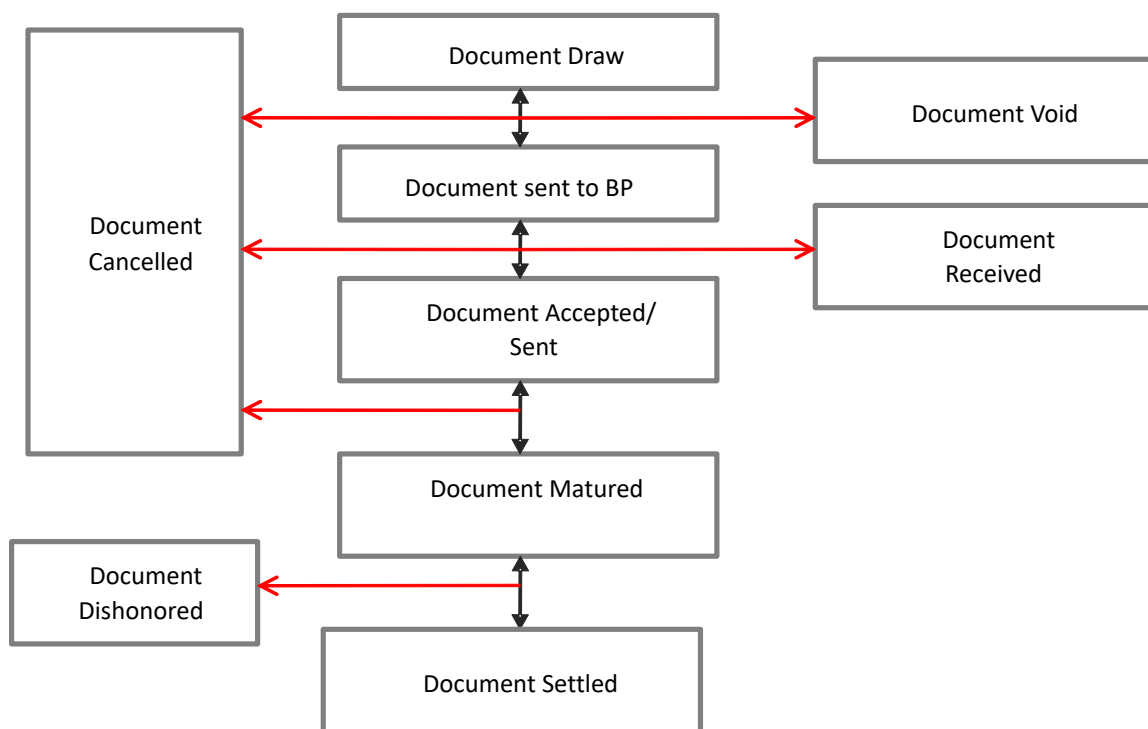 Document Draw
Document Void
Document sent to BP
Document
Cancelled
Document
Received
Document Accepted/
Sent
Document Matured
Document
Dishonored
Document Settled